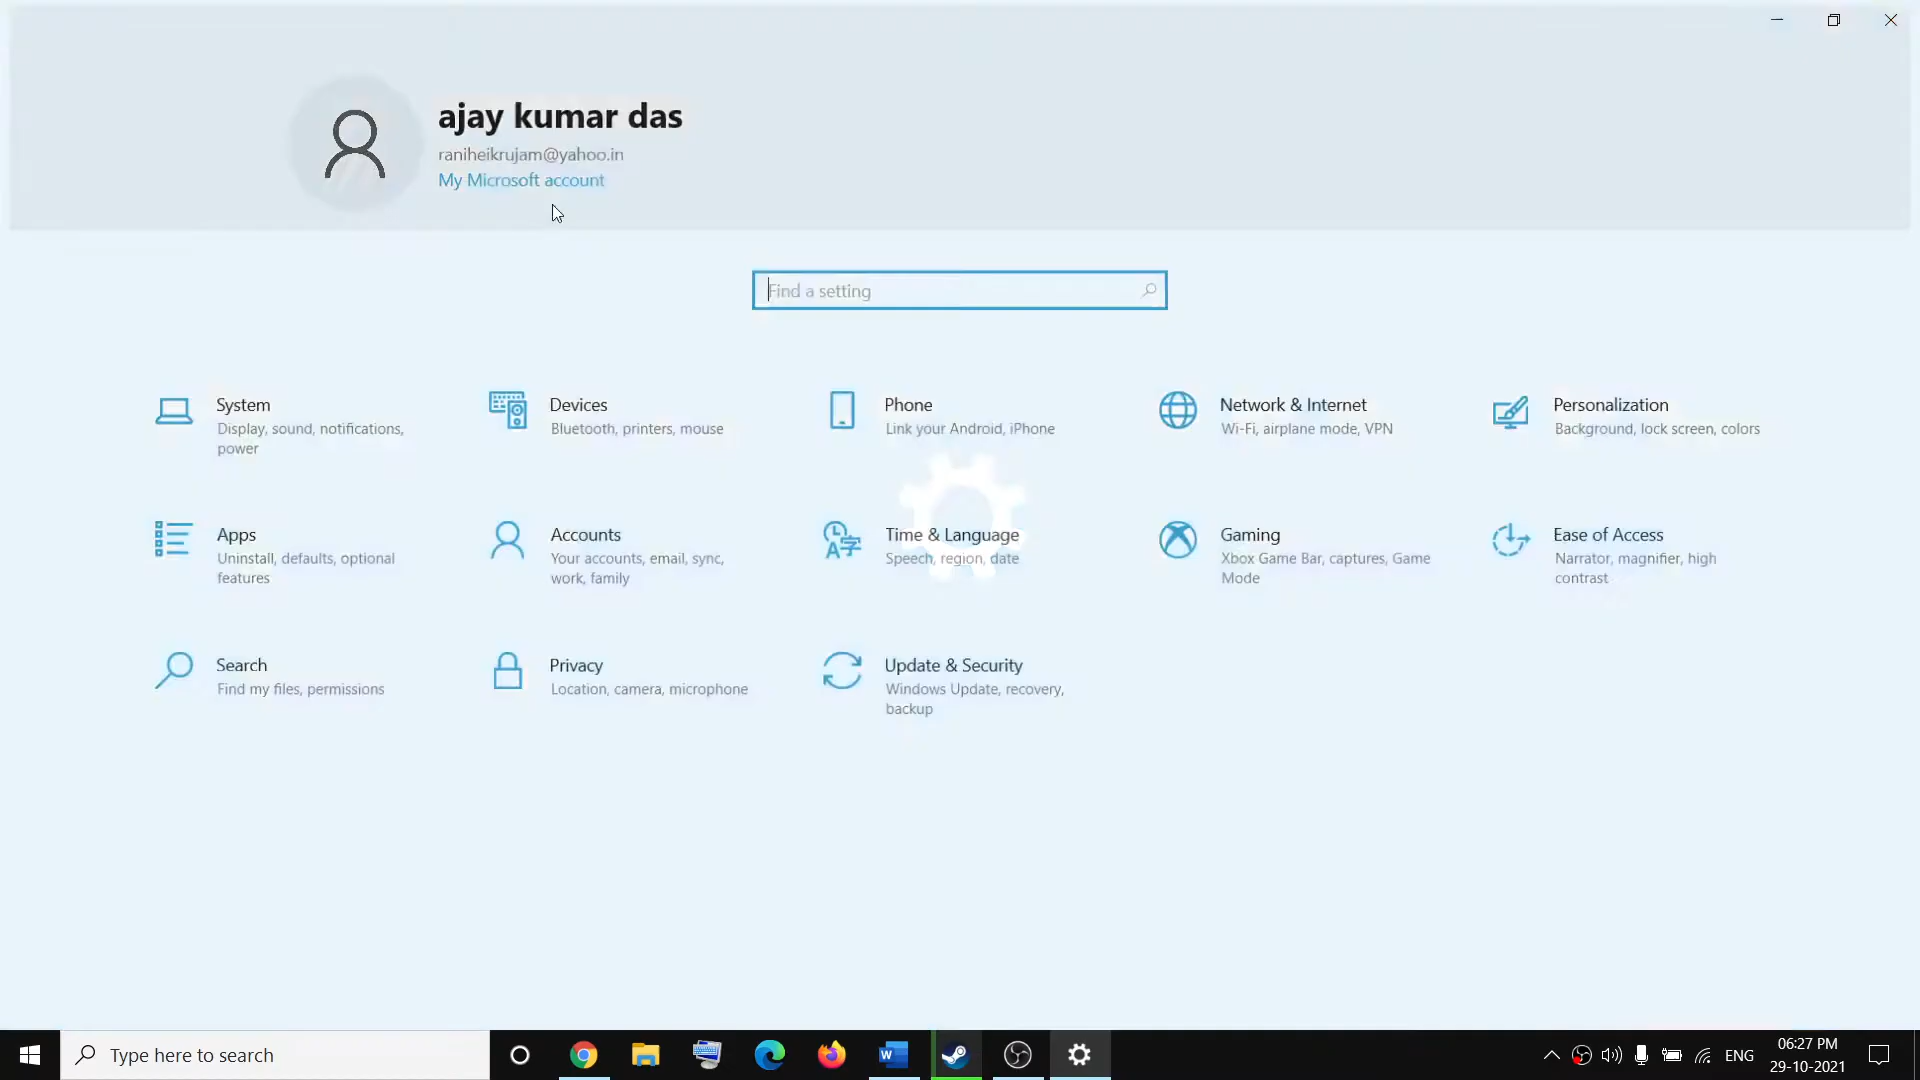 ajay kumar das
raniheikrujam@yahoo.in
My Microsoft account
Find a setting
System
Display, sound, notifications,
power
Devices
Bluetooth, printers, mouse
Phone
Link your Android, iPhone
Network & Internet
Wi-Fi, airplane mode, VPN
Personalization
Background, lock screen, colors
Apps
Uninstall, defaults, optional
features
Accounts
Your accounts, email, sync,
work, family
Time & Language
Speech, region, date
Gaming
Xbox Game Bar, captures, Game
Mode
Ease of Access
Narrator, magnifier, high
contrast
Search
Find my files, permissions
Privacy
Location, camera, microphone
Update & Security
Windows Update, recovery,
backup
Type here to search
ENG
06:27 PM
29-10-2021